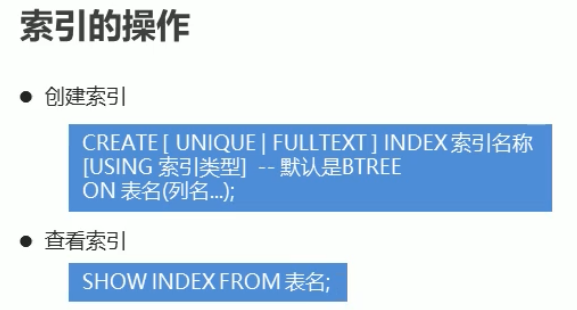 索引的操作
● 创建索引
CREATE [ UNIQUE | FULLTEXT ] INDEX 索引名称
[USING 索引类型] -- 默认是BTREE
ON 表名(列名...);
● 查看索引
SHOW INDEX FROM 表名;